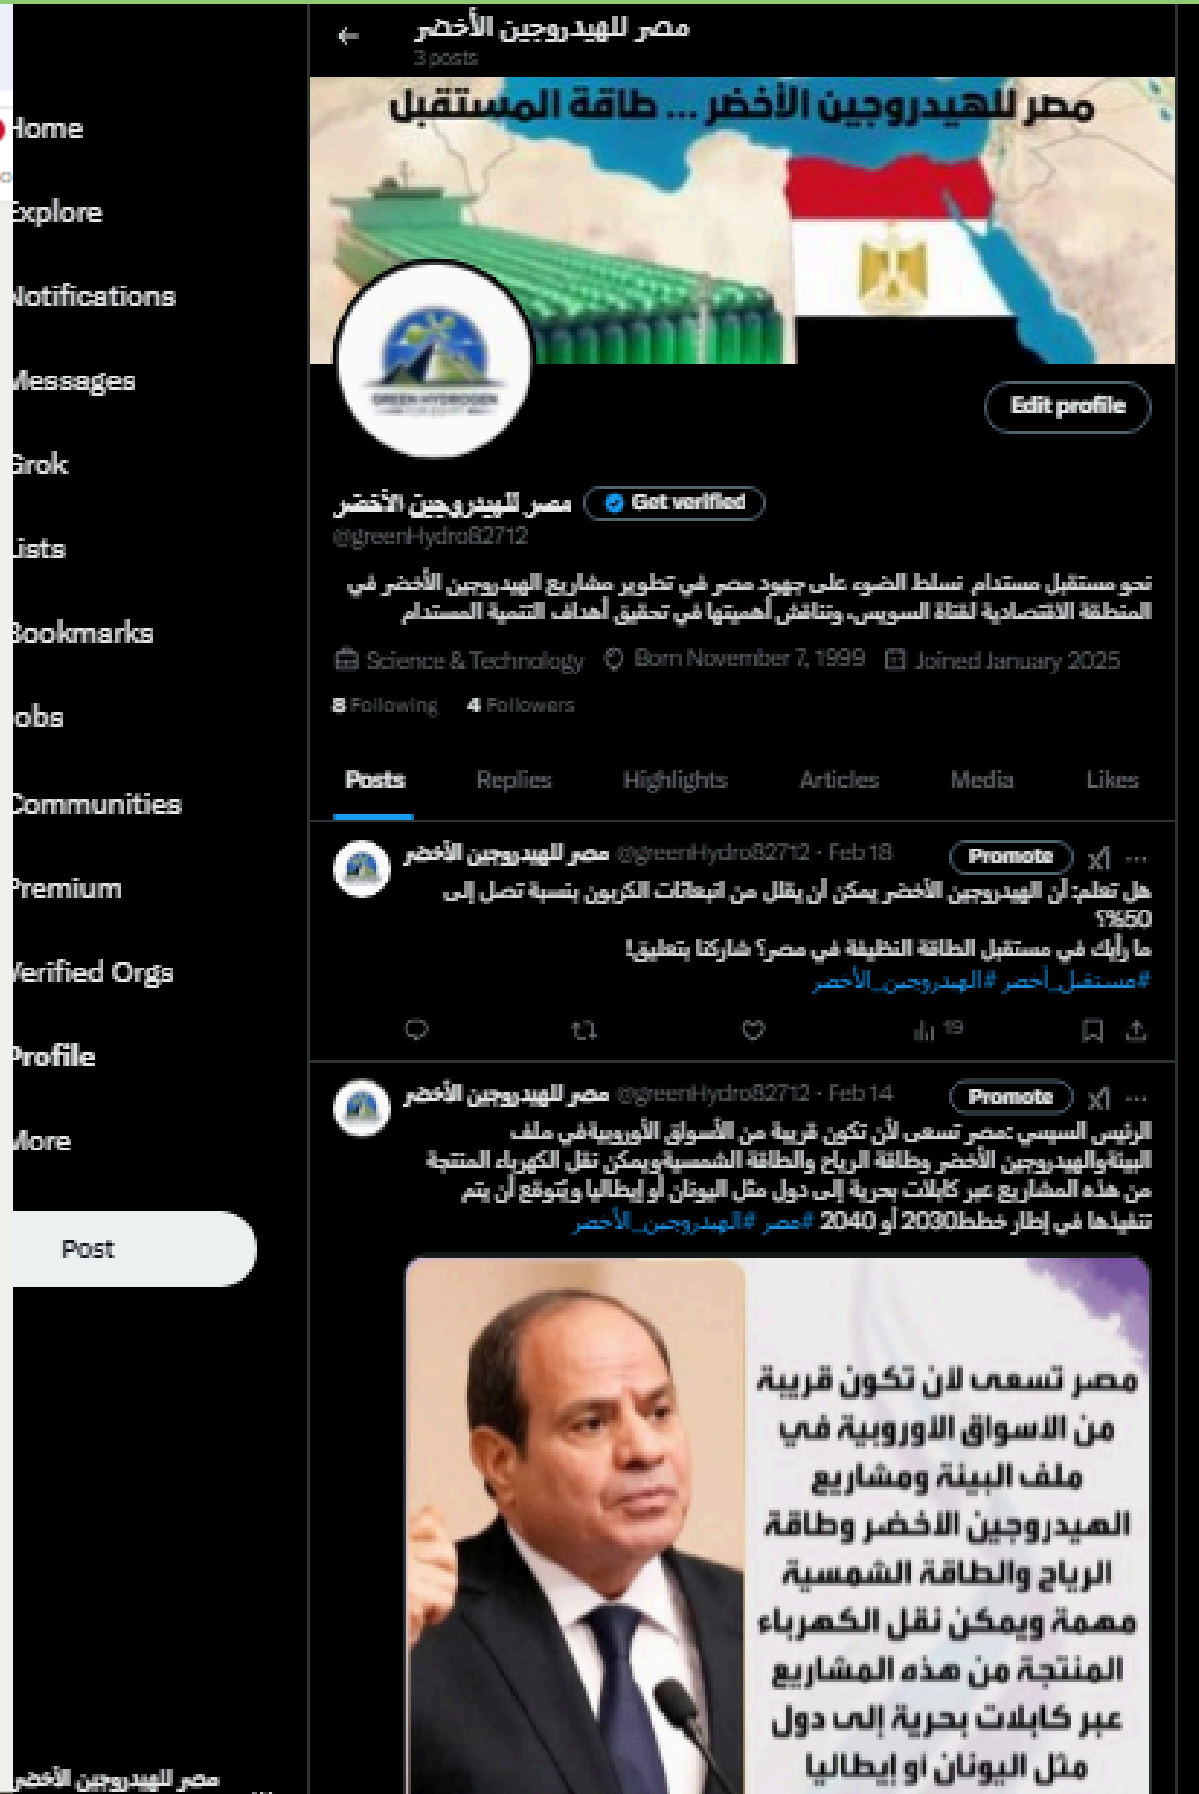 مصر للهيدروجين الأخضر
3 posts
مصر للهيدروجين الأخضر ... طاقة المستقبل
Home
Explore
Notifications
Messages
Grok
Lists
Bookmarks
Jobs
Communities
Premium
Verified Orgs
Profile
More
Post
مصر للهيدروجين الأخضر
GREEN HYDROGEN
Edit profile
مصر للهيدروجين الأخضر Get verified
@greenHydro82712
نحو مستقبل مستدام نسلط الضوء على جهود مصر في تطوير مشاريع الهيدروجين الأخضر في
المنطقة الاقتصادية لقناة السويس، ونناقش أهميتها في تحقيق أهداف التنمية المستدام
Science & Technology Born November 7, 1999 Joined January 2025
8 Following 4 Followers
Posts Replies Highlights Articles Media Likes
مصر للهيدروجين الأخضر @greenHydro82712 · Feb 18 Promote
هل تعلم: أن الهيدروجين الأخضر يمكن أن يقلل من انبعاثات الكربون بنسبة تصل إلى
50%؟
ما رأيك في مستقبل الطاقة النظيفة في مصر؟ شاركنا بتعليق!
#مستقبل_أخضر #الهيدروجين_الأخضر
19
مصر للهيدروجين الأخضر @greenHydro82712 · Feb 14 Promote
الرئيس السيسي :مصر تسعى لأن تكون قريبة من الأسواق الأوروبيةفي ملف
البيئةوالهيدروجين الأخضر وطاقة الرياح والطاقة الشمسيةويمكن نقل الكهرباء المنتجة
من هذه المشاريع عبر كابلات بحرية إلى دول مثل اليونان أو إيطاليا ويُتوقع أن يتم
تنفيذها في إطار خطط2030 أو 2040 #مصر #الهيدروجين_الأخضر
مصر تسعى لان تكون قريبة
من الاسواق الاوروبية في
ملف البيئة ومشاريع
الهيدروجين الاخضر وطاقة
الرياح والطاقة الشمسية
مهمة ويمكن نقل الكهرباء
المنتجة من هذه المشاريع
عبر كابلات بحرية إلى دول
مثل اليونان او إيطاليا